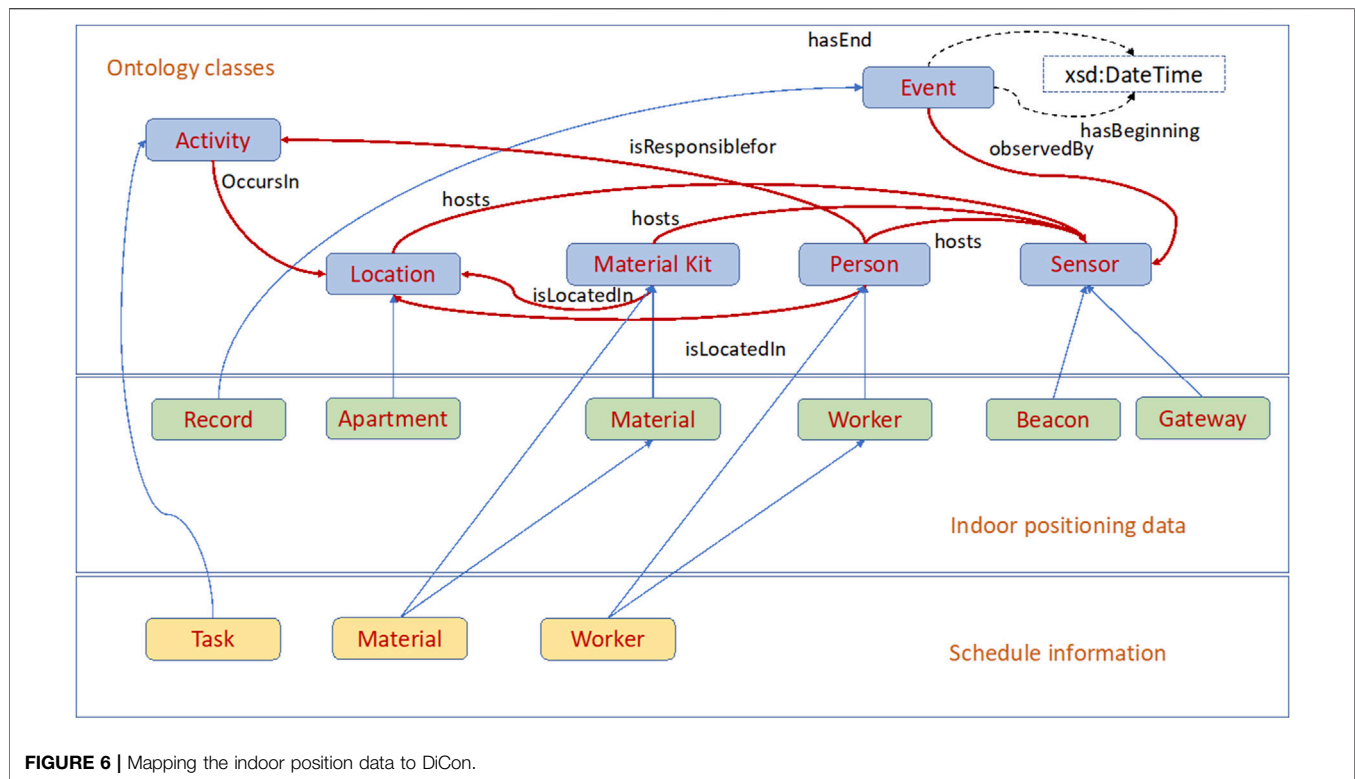 hasEnd
Ontology classes
xsd:DateTime
Event
hasBeginning
Activity
isResponsiblefor
observedBy
OccursIn
hosts
hosts
hosts
Location
Material Kit
Person
Sensor
isLocatedIn
isLocatedIn
Record
Apartment
Material
Worker
Beacon
Gateway
Indoor positioning data
Task
Material
Worker
Schedule information
FIGURE 6 | Mapping the indoor position data to DiCon.